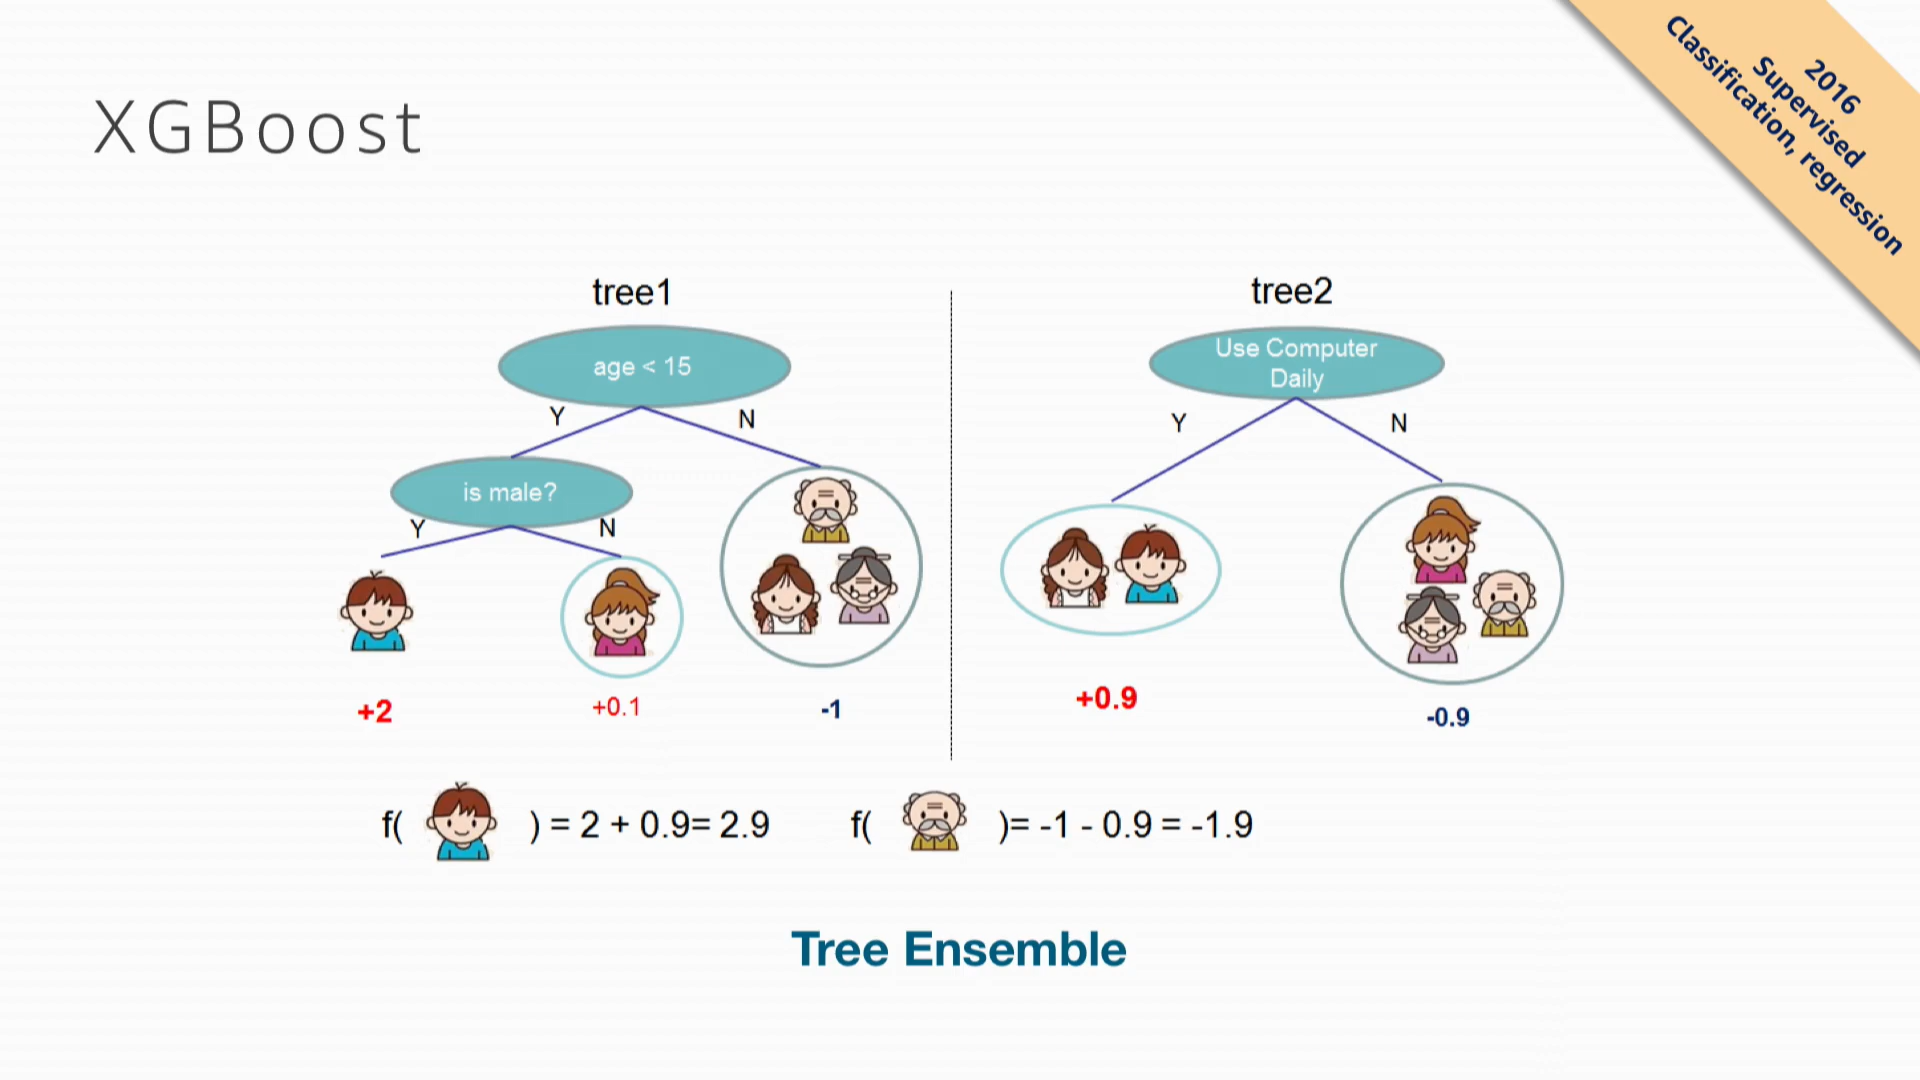 XGBoost
2016
Supervised
Classification, regression
tree1
age < 15
Y
N
is male?
Y
N
+2
+0.1
-1
tree2
Use Computer
Daily
Y
N
+0.9
-0.9
f( ) = 2 + 0.9= 2.9
f( )= -1 - 0.9 = -1.9
Tree Ensemble